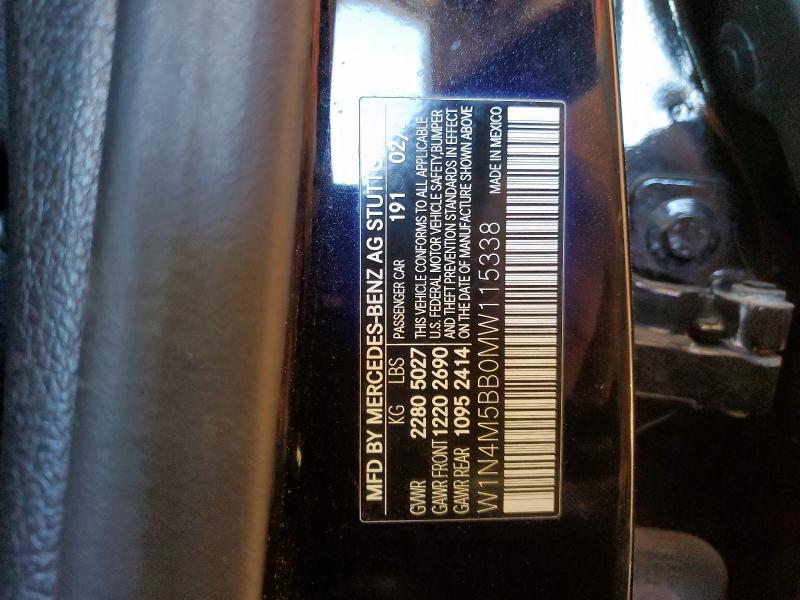 MFD BY MERCEDES-BENZ AG
KG LBS
PASSENGER CAR 191 02/
GVWR 2280 5027
GAWR FRONT 1220 2690
GAWR REAR 1095 2414
THIS VEHICLE CONFORMS TO ALL APPLICABLE
U.S. FEDERAL MOTOR VEHICLE SAFETY, BUMPER
AND THEFT PREVENTION STANDARDS IN EFFECT
ON THE DATE OF MANUFACTURE SHOWN ABOVE
W1N4M5BB0MW115338 MADE IN MEXICO